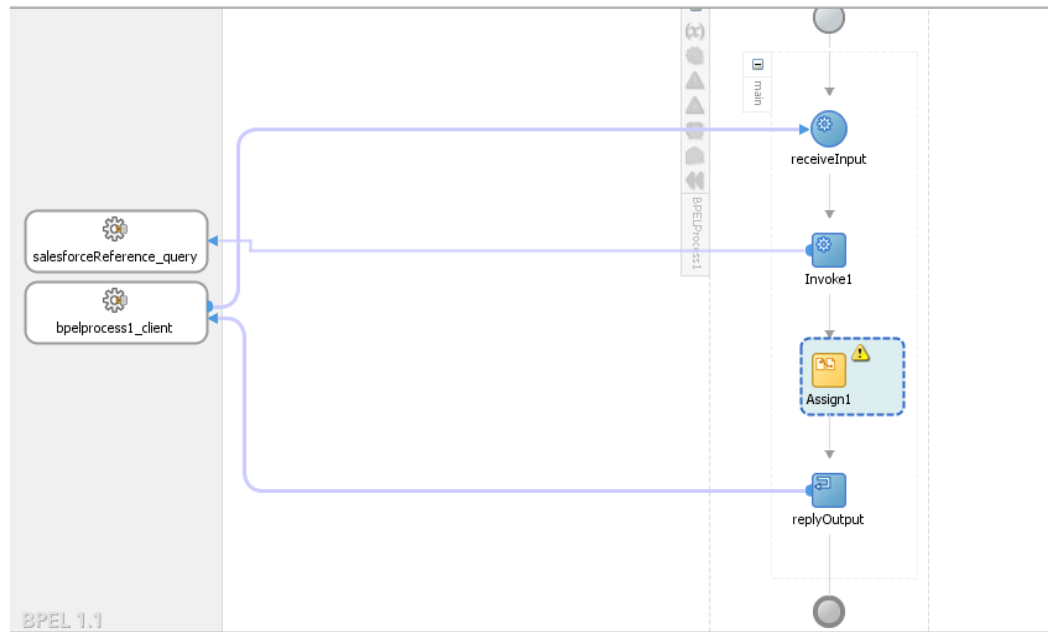 (x)
main
receiveInput
BPELProcess1
salesforceReference_query
Invoke1
bpelprocess1_client
Assign1
replyOutput
BPEL 1.1